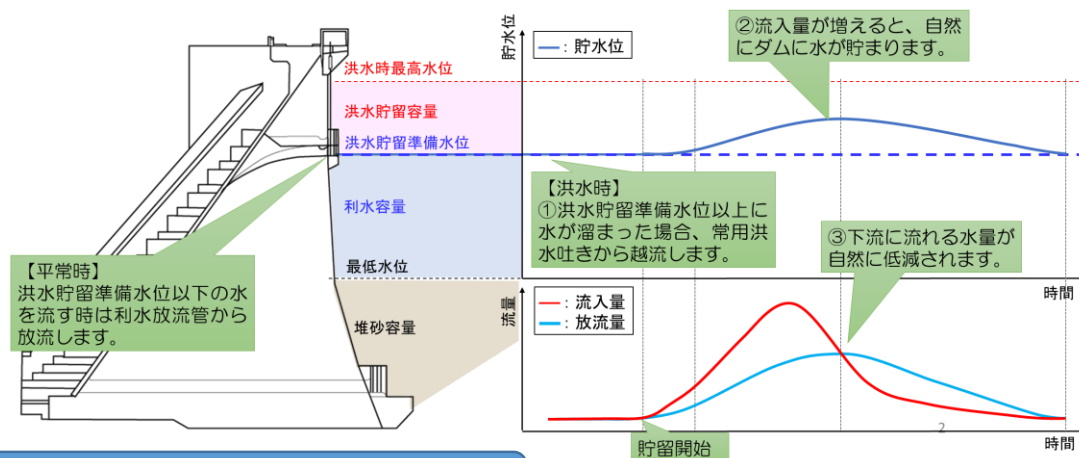 洪水時最高水位
洪水貯留容量
洪水貯留準備水位
利水容量
最低水位
堆砂容量
【平常時】
洪水貯留準備水位以下の水
を流す時は利水放流管から
放流します。
貯水位
―：貯水位
②流入量が増えると、自然
にダムに水が貯まります。
【洪水時】
①洪水貯留準備水位以上に
水が溜まった場合、常用洪
水吐きから越流します。
③下流に流れる水量が
自然に低減されます。
時間
流量
―：流入量
―：放流量
貯留開始
2
時間